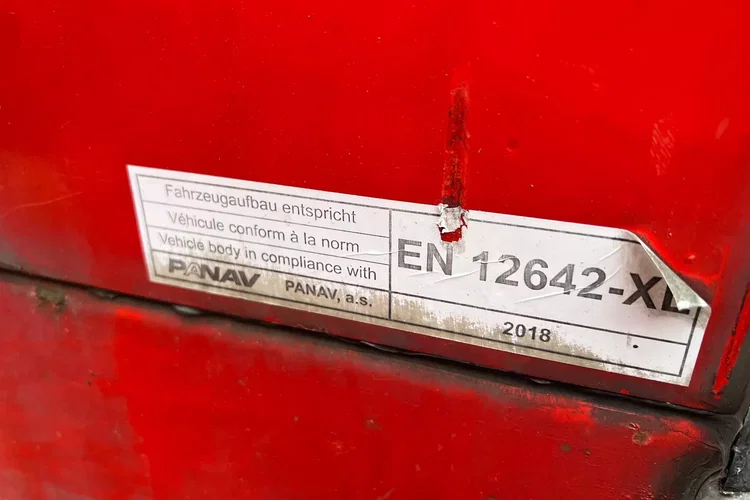 Fahrzeugaufbau entspricht
Véhicule conform à la norm
Vehicle body in compliance with
PANAV PANAV, a.s.
EN 12642-XL
2018